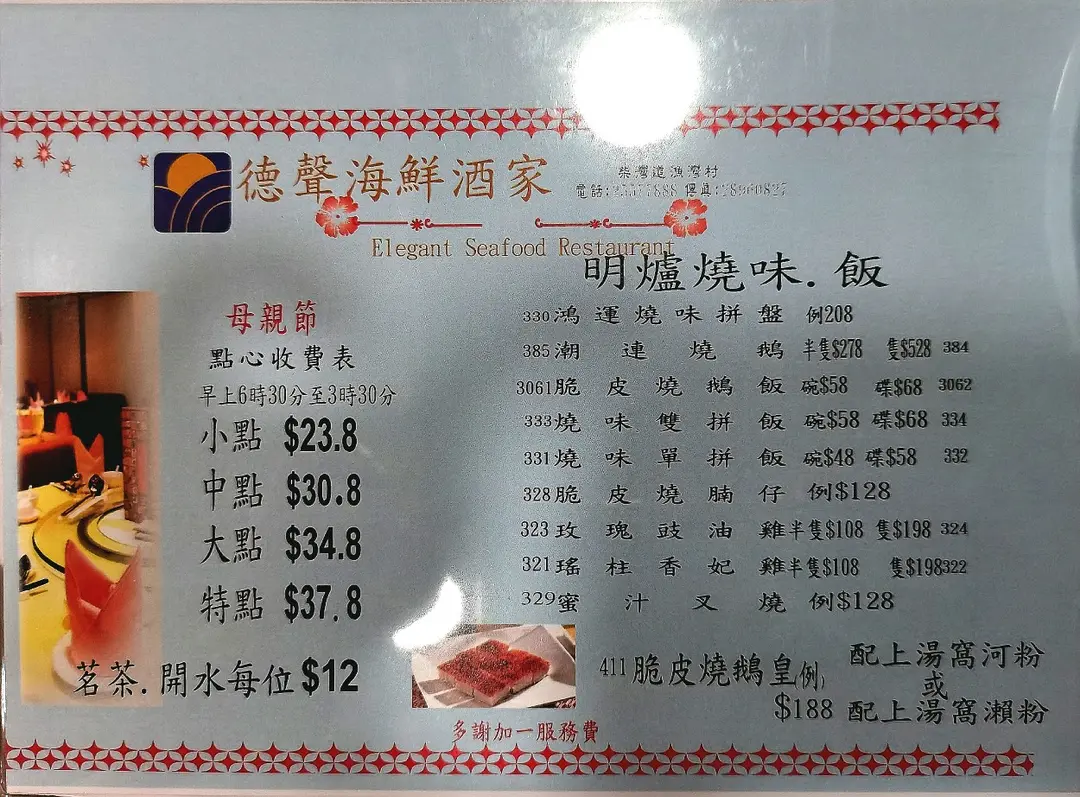 德聲海鮮酒家
柴灣道漁灣村
Elegant Seafood Restaurant
母親節
點心收費表
早上6時30分至3時30分
小點 $23.8
中點 $30.8
大點 $34.8
特點 $37.8
茗茶.開水每位$12
明爐燒味.飯
330鴻運燒味拼盤 例208
385潮連燒鵝 半隻$278 隻$528 384
3061脆皮燒鵝飯 碗$58 碟$68 3062
333燒味雙拼飯 碗$58 碟$68 334
331燒味單拼飯 碗$48 碟$58 332
328脆皮燒腩仔 例$128
323玫瑰豉油雞半隻$108 隻$198 324
321瑤柱香妃雞半隻$108 隻$198322
329蜜汁叉燒 例$128
411脆皮燒鵝皇例,
$188
配上湯窩河粉
或
配上湯窩瀨粉
多謝加一服務費